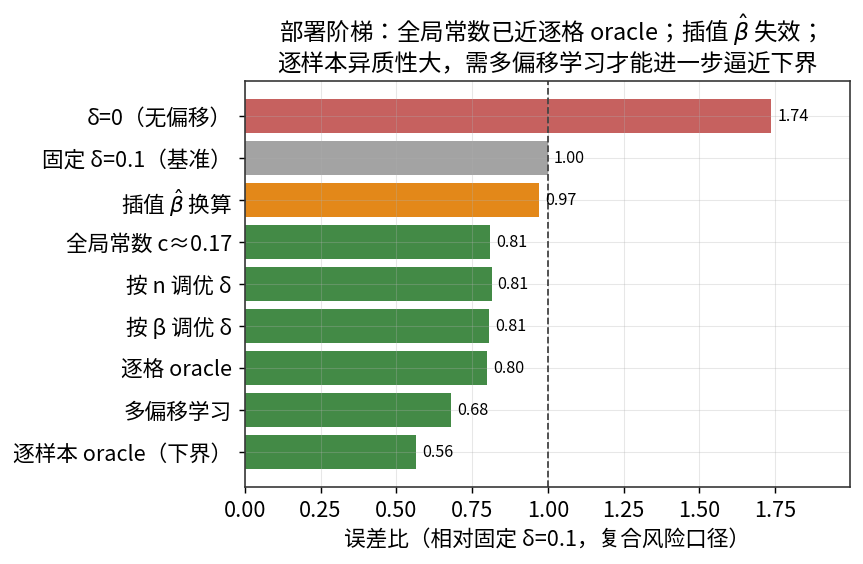 部署阶梯：全局常数已近逐格 oracle；插值 β̂ 失效；
逐样本异质性大，需多偏移学习才能进一步逼近下界
δ=0（无偏移）
1.74
固定 δ=0.1（基准）
1.00
插值 β̂ 换算
0.97
全局常数 c≈0.17
0.81
按 n 调优 δ
0.81
按 β 调优 δ
0.81
逐格 oracle
0.80
多偏移学习
0.68
逐样本 oracle（下界）
0.56
0.00 0.25 0.50 0.75 1.00 1.25 1.50 1.75
误差比（相对固定 δ=0.1，复合风险口径）